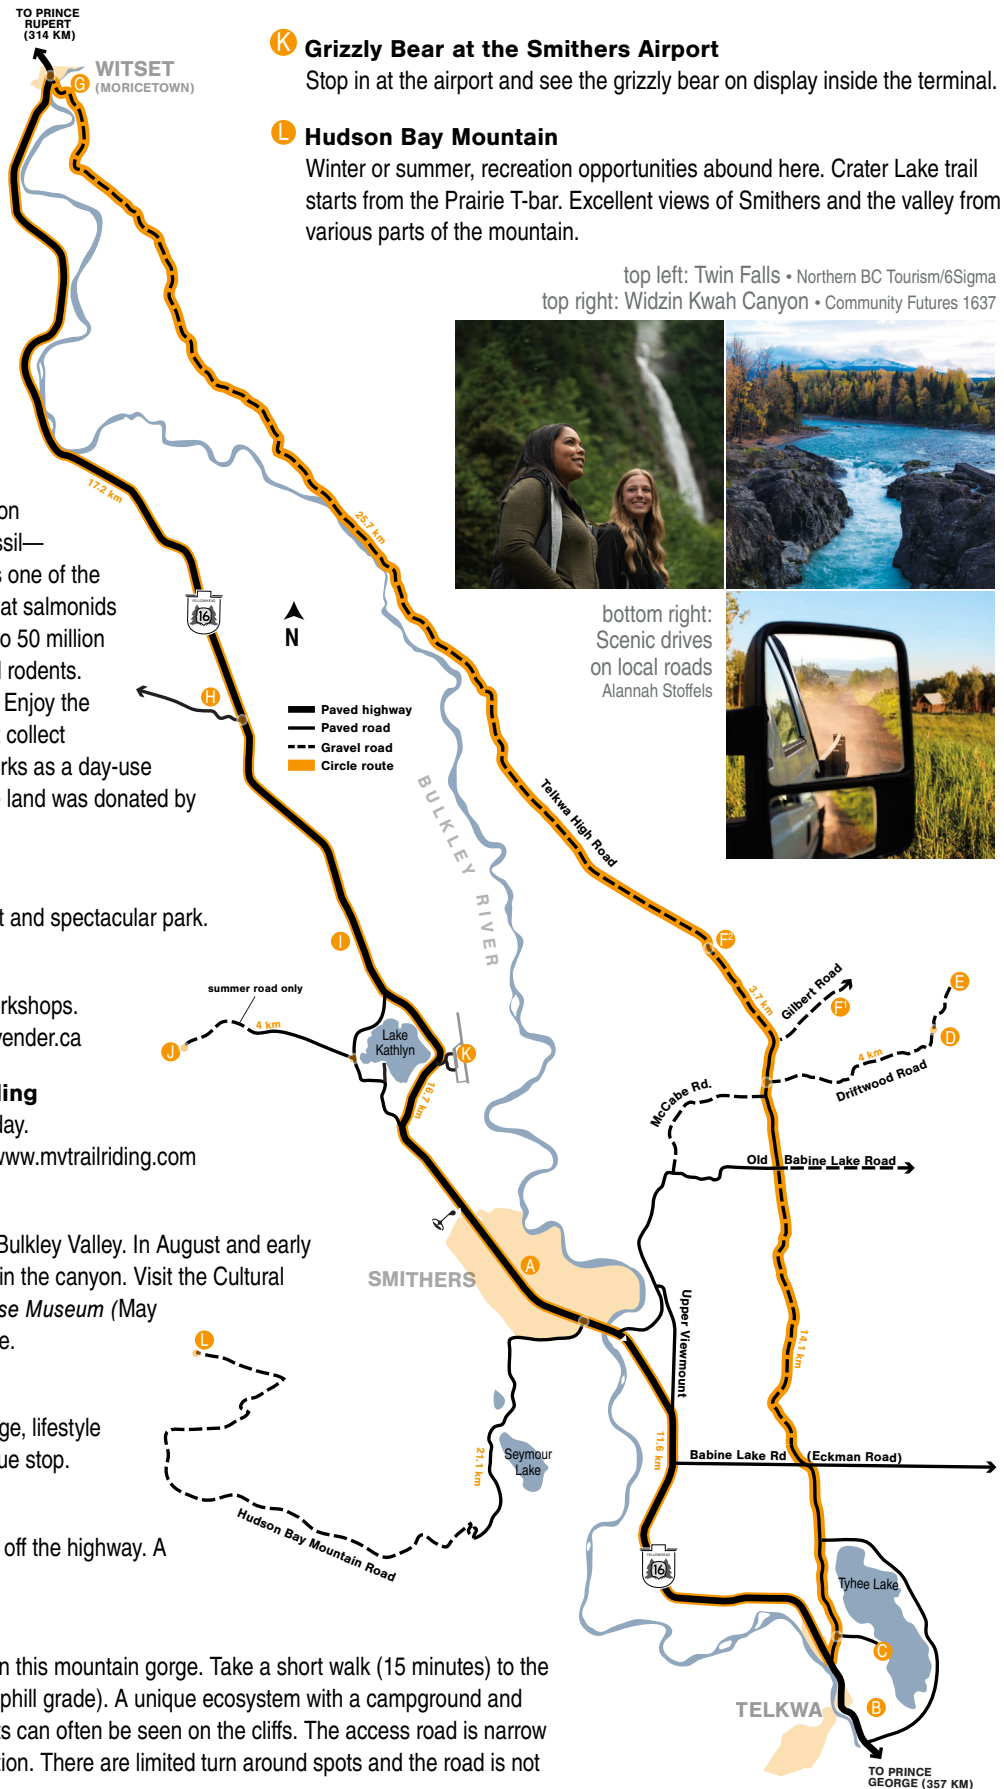 TO PRINCE
RUPERT
(314 KM)
WITSET
(MORICETOWN)
G
K Grizzly Bear at the Smithers Airport
Stop in at the airport and see the grizzly bear on display inside the terminal.
L Hudson Bay Mountain
Winter or summer, recreation opportunities abound here. Crater Lake trail
starts from the Prairie T-bar. Excellent views of Smithers and the valley from
various parts of the mountain.
top left: Twin Falls • Northern BC Tourism/6Sigma
top right: Widzin Kwah Canyon • Community Futures 1637
bottom right:
Scenic drives
on local roads
Alannah Stoffels
17.2 km
25.7 km
on
ssil—
s one of the
at salmonids
o 50 million
l rodents.
Enjoy the
t collect
rks as a day-use
e land was donated by
YELLOWHEAD
16
N
H
Paved highway
Paved road
Gravel road
Circle route
BULKLEY RIVER
Telkwa High Road
t and spectacular park.
I
F²
3.7 km
Gilbert Road
F¹
E
D
4 km
Driftwood Road
rkshops.
vender.ca
summer road only
4 km
J
Lake
Kathlyn
K
16.7 km
McCabe Rd.
Old Babine Lake Road
ding
day.
www.mvtrailriding.com
Bulkley Valley. In August and early
in the canyon. Visit the Cultural
se Museum (May
e.
SMITHERS
A
Upper Viewmount
14.1 km
L
ge, lifestyle
ue stop.
21.1 km
Seymour
Lake
11.6 km
Babine Lake Rd (Eckman Road)
Hudson Bay Mountain Road
off the highway. A
YELLOWHEAD
16
Tyhee Lake
C
B
TELKWA
n this mountain gorge. Take a short walk (15 minutes) to the
phill grade). A unique ecosystem with a campground and
ts can often be seen on the cliffs. The access road is narrow
tion. There are limited turn around spots and the road is not
TO PRINCE
GEORGE (357 KM)